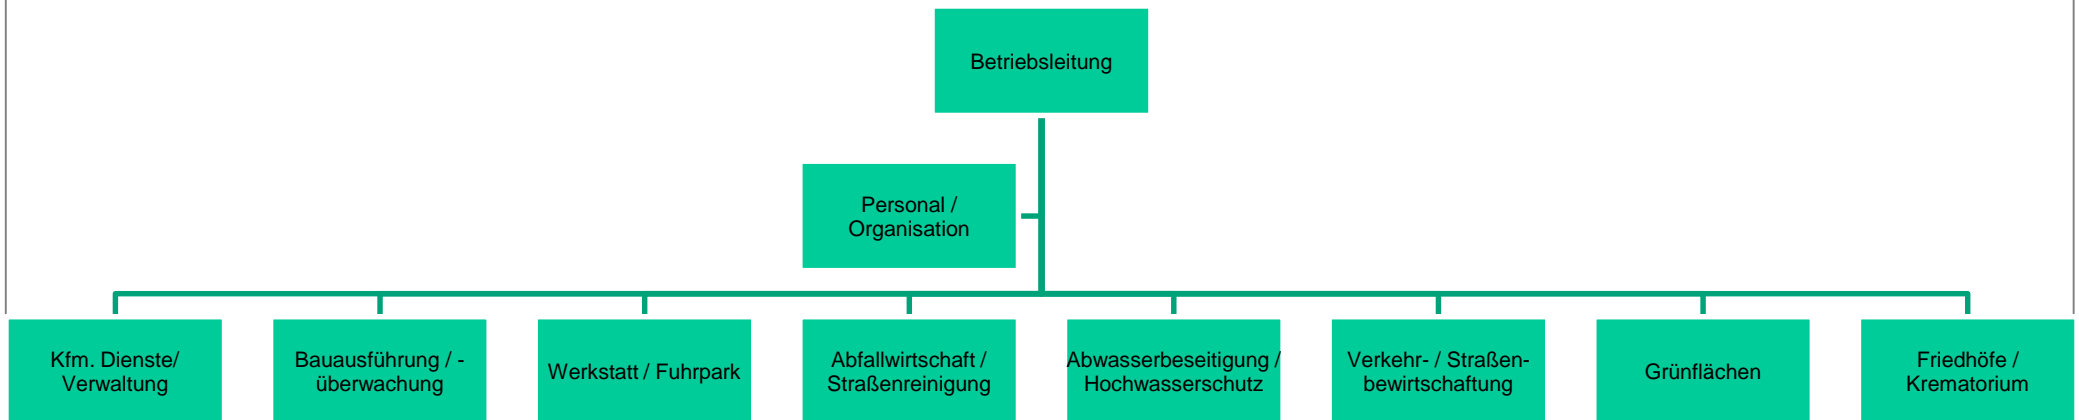 Betriebsleitung
Personal /
Organisation
Kfm. Dienste/
Verwaltung
Bauausführung / -
überwachung
Werkstatt / Fuhrpark
Abfallwirtschaft /
Straßenreinigung
Abwasserbeseitigung /
Hochwasserschutz
Verkehr- / Straßen-
bewirtschaftung
Grünflächen
Friedhöfe /
Krematorium